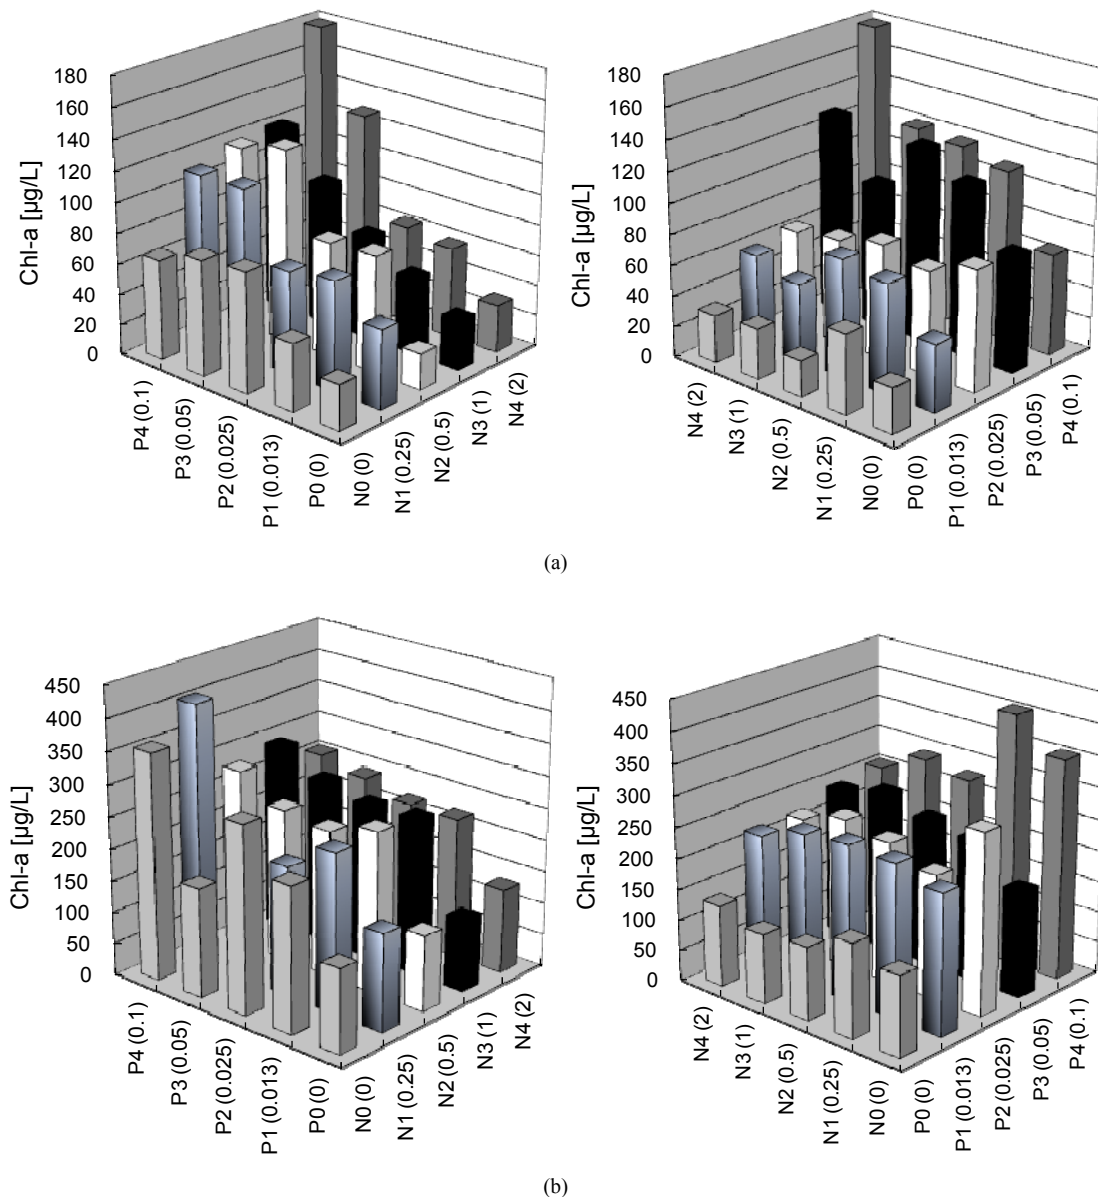 180
160
140
120
100
80
60
40
20
0
Chl-a [µg/L]
P4 (0.1)
P3 (0.05)
P2 (0.025)
P1 (0.013)
P0 (0)
N0 (0)
N1 (0.25)
N2 (0.5)
N3 (1)
N4 (2)
180
160
140
120
100
80
60
40
20
0
Chl-a [µg/L]
N4 (2)
N3 (1)
N2 (0.5)
N1 (0.25)
N0 (0)
P0 (0)
P1 (0.013)
P2 (0.025)
P3 (0.05)
P4 (0.1)
(a)
450
400
350
300
250
200
150
100
50
0
Chl-a [µg/L]
P4 (0.1)
P3 (0.05)
P2 (0.025)
P1 (0.013)
P0 (0)
N0 (0)
N1 (0.25)
N2 (0.5)
N3 (1)
N4 (2)
450
400
350
300
250
200
150
100
50
0
Chl-a [µg/L]
N4 (2)
N3 (1)
N2 (0.5)
N1 (0.25)
N0 (0)
P0 (0)
P1 (0.013)
P2 (0.025)
P3 (0.05)
P4 (0.1)
(b)